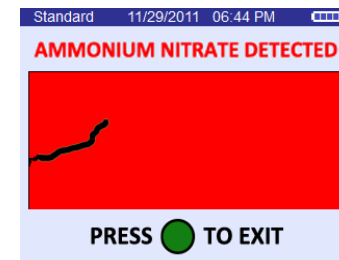 Standard 11/29/2011 06:44 PM
AMMONIUM NITRATE DETECTED
PRESS TO EXIT